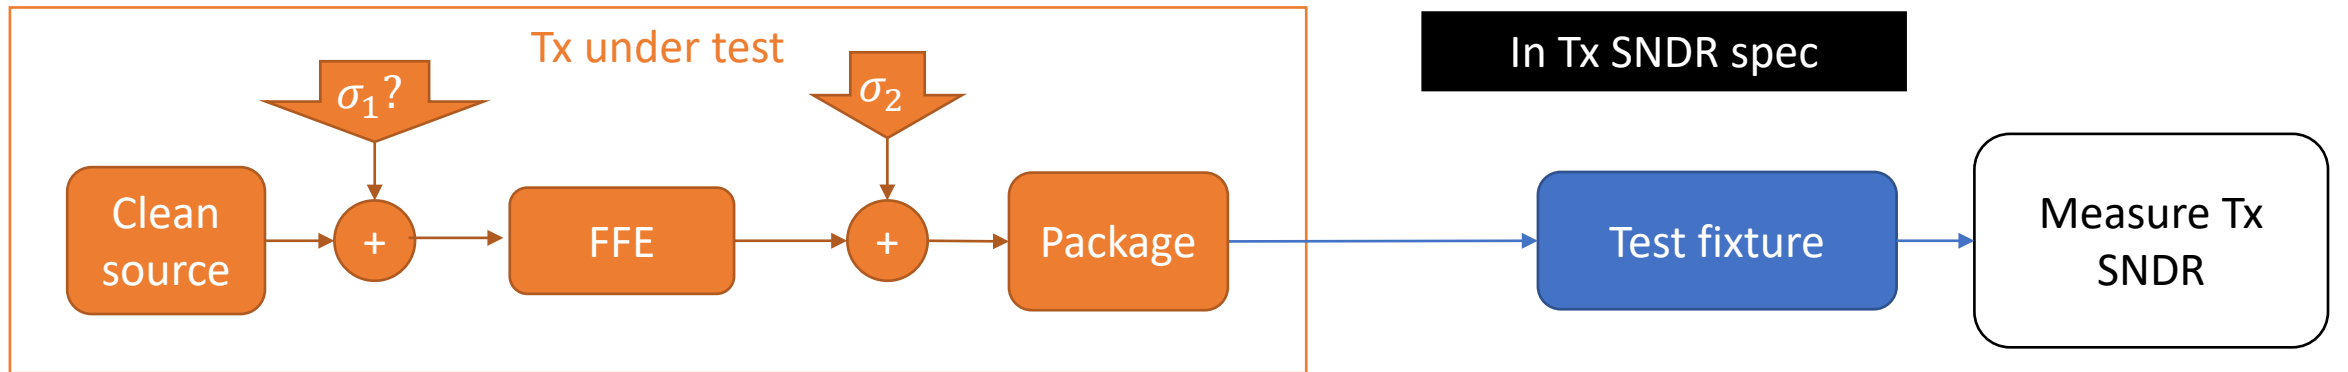 Tx under test
In Tx SNDR spec
σ₁?
σ₂
Clean
source
+
FFE
+
Package
Test fixture
Measure Tx
SNDR